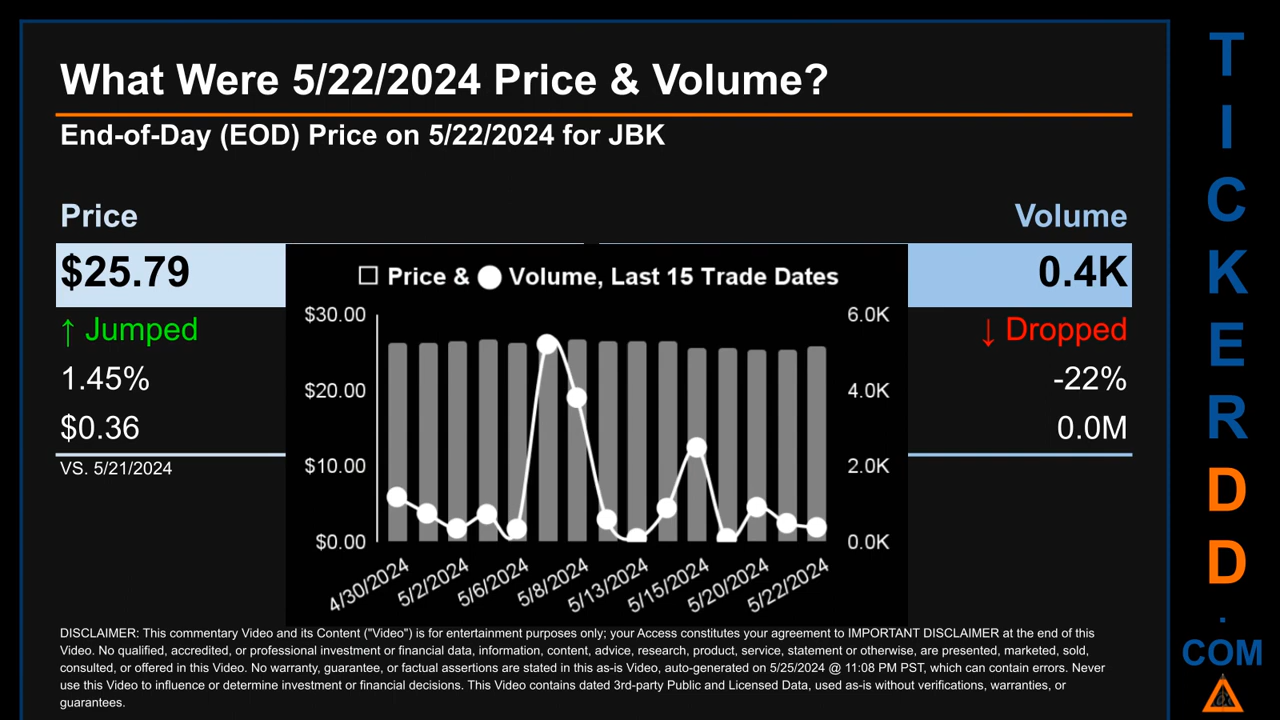 What Were 5/22/2024 Price & Volume?
End-of-Day (EOD) Price on 5/22/2024 for JBK
Price
Volume
$25.79
0.4K
↑ Jumped
↓ Dropped
1.45%
-22%
$0.36
0.0M
VS. 5/21/2024
Price & Volume, Last 15 Trade Dates
$30.00
6.0K
$20.00
4.0K
$10.00
2.0K
$0.00
0.0K
4/30/2024
5/2/2024
5/6/2024
5/8/2024
5/13/2024
5/15/2024
5/20/2024
5/22/2024
DISCLAIMER: This commentary Video and its Content ("Video") is for entertainment purposes only; your Access constitutes your agreement to IMPORTANT DISCLAIMER at the end of this
Video. No qualified, accredited, or professional investment or financial data, information, content, advice, research, product, service, statement or otherwise, are presented, marketed, sold,
consulted, or offered in this Video. No warranty, guarantee, or factual assertions are stated in this as-is Video, auto-generated on 5/25/2024 @ 11:08 PM PST, which can contain errors. Never
use this Video to influence or determine investment or financial decisions. This Video contains dated 3rd-party Public and Licensed Data, used as-is without verifications, warranties, or
guarantees.
T
I
C
K
E
R
D
D
.
COM